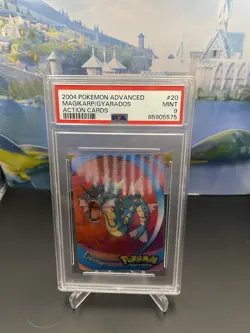 2004 POKEMON ADVANCED #20
MAGIKARP/GYARADOS MINT
ACTION CARDS 9
PSA 85905575
Pokémon